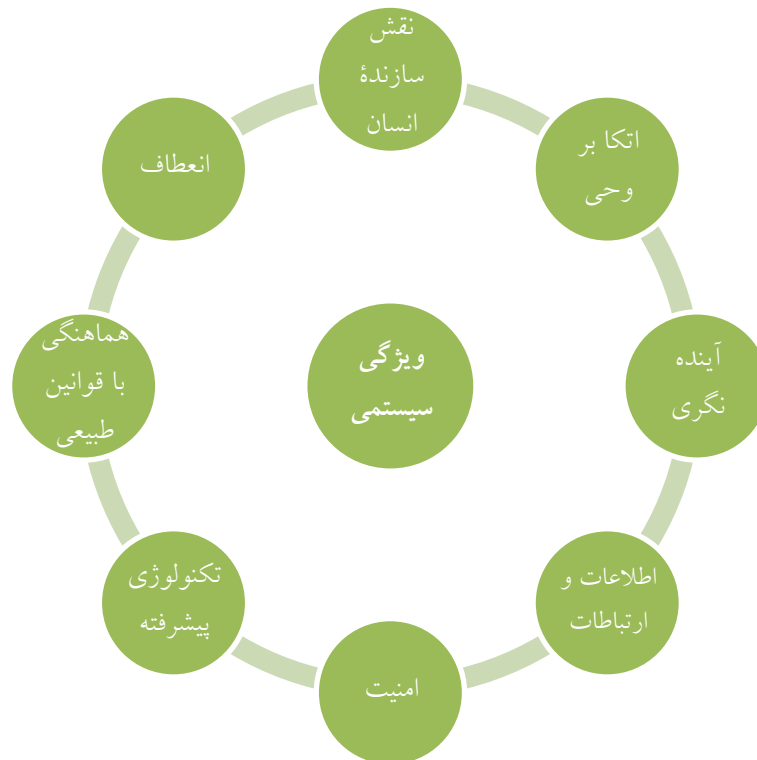 نقش
سازندهٔ
انسان
اتکا بر
وحی
آینده
نگری
اطلاعات و
ارتباطات
امنیت
تکنولوژی
پیشرفته
هماهنگی
با قوانین
طبیعی
انعطاف
ویژگی
سیستمی